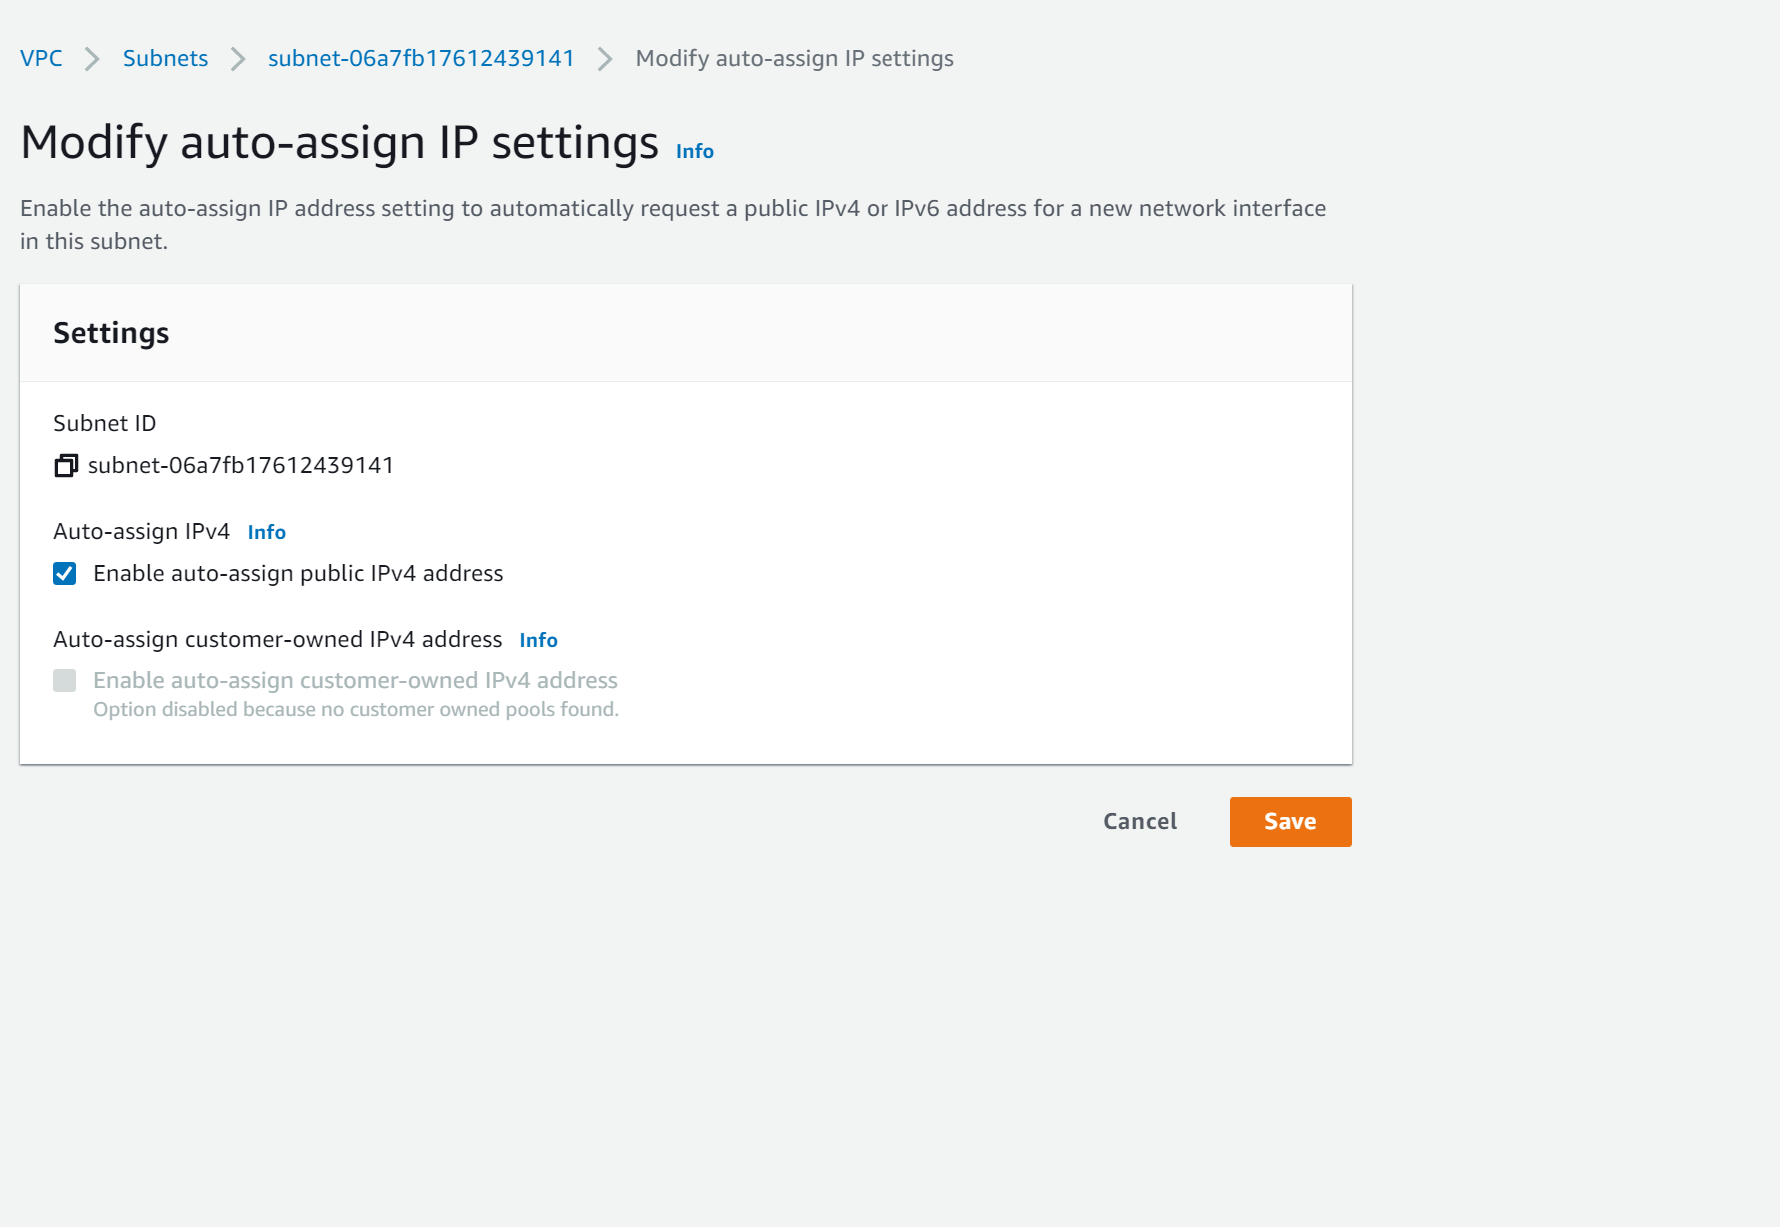 VPC > Subnets > subnet-06a7fb17612439141 > Modify auto-assign IP settings
Modify auto-assign IP settings Info
Enable the auto-assign IP address setting to automatically request a public IPv4 or IPv6 address for a new network interface
in this subnet.
Settings
Subnet ID
subnet-06a7fb17612439141
Auto-assign IPv4 Info
Enable auto-assign public IPv4 address
Auto-assign customer-owned IPv4 address Info
Enable auto-assign customer-owned IPv4 address
Option disabled because no customer owned pools found.
Cancel Save